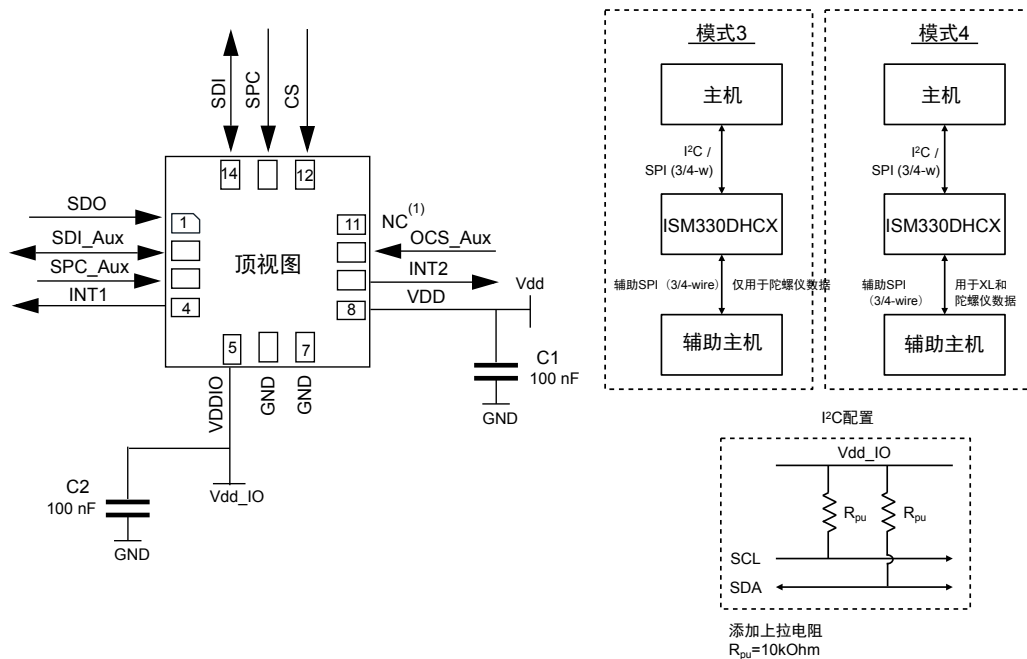 SDI
SPC
CS
14
12
SDO
SDI_Aux
SPC_Aux
INT1
1
4
顶视图
11
8
NC(1)
OCS_Aux
INT2
VDD
Vdd
5
7
VDDIO
GND
GND
C1
100 nF
GND
C2
100 nF
GND
Vdd_IO
模式3
主机
I²C /
SPI (3/4-w)
ISM330DHCX
辅助SPI（3/4-wire） 仅用于陀螺仪数据
辅助主机
模式4
主机
I²C /
SPI (3/4-w)
ISM330DHCX
辅助SPI
（3/4-wire）
用于XL和
陀螺仪数据
辅助主机
I²C配置
Vdd_IO
Rpu
Rpu
SCL
SDA
添加上拉电阻
Rpu=10kOhm